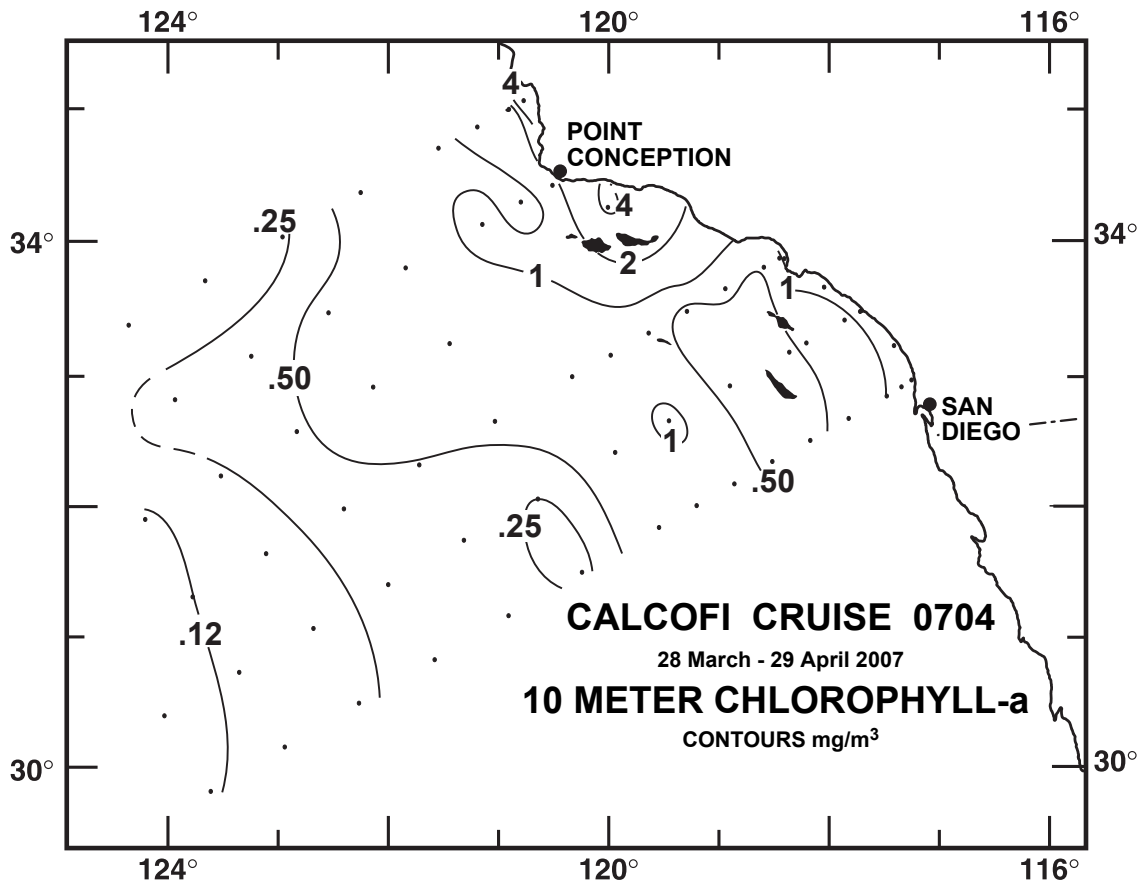 124° 120° 116°
4
POINT
CONCEPTION
4
.25
34° 34°
2
1
1
.50
SAN
DIEGO
1
.50
.25
CALCOFI CRUISE 0704
.12
28 March - 29 April 2007
10 METER CHLOROPHYLL-a
CONTOURS mg/m³
30° 30°
124° 120° 116°